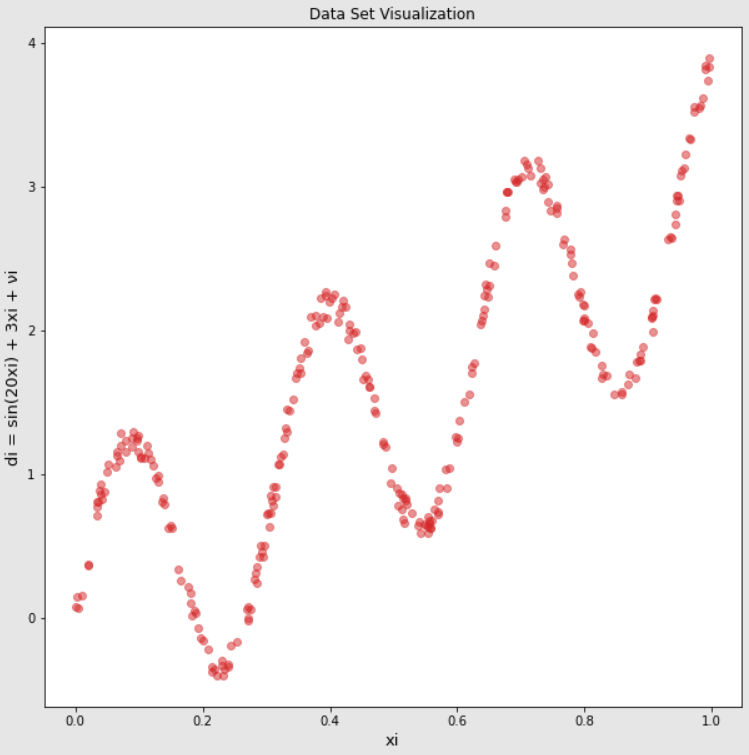 Data Set Visualization
di = sin(20xi) + 3xi + νi
4
3
2
1
0
0.0 0.2 0.4 0.6 0.8 1.0
xi